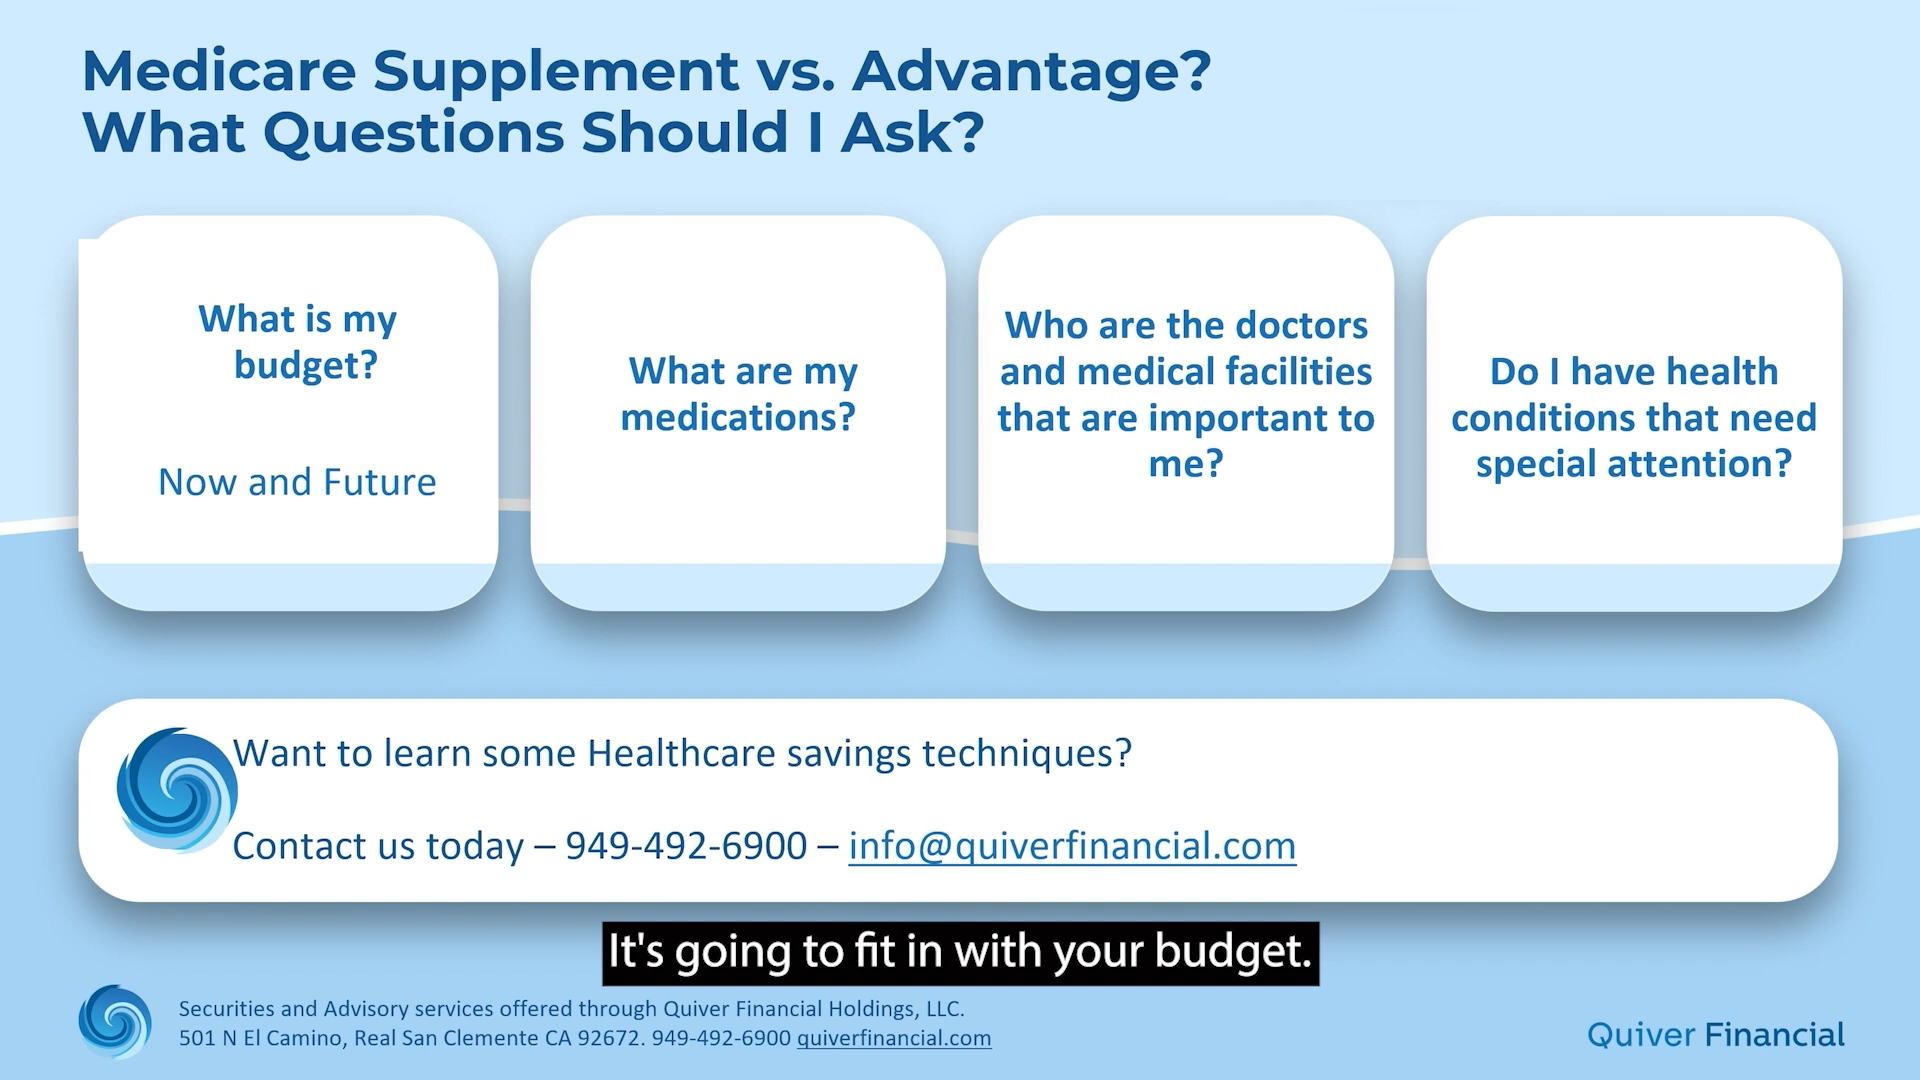 Medicare Supplement vs. Advantage?
What Questions Should I Ask?
What is my
budget?
Now and Future
What are my
medications?
Who are the doctors
and medical facilities
that are important to
me?
Do I have health
conditions that need
special attention?
Want to learn some Healthcare savings techniques?
Contact us today – 949-492-6900 – info@quiverfinancial.com
It's going to fit in with your budget.
Securities and Advisory services offered through Quiver Financial Holdings, LLC.
501 N El Camino, Real San Clemente CA 92672. 949-492-6900 quiverfinancial.com
Quiver Financial